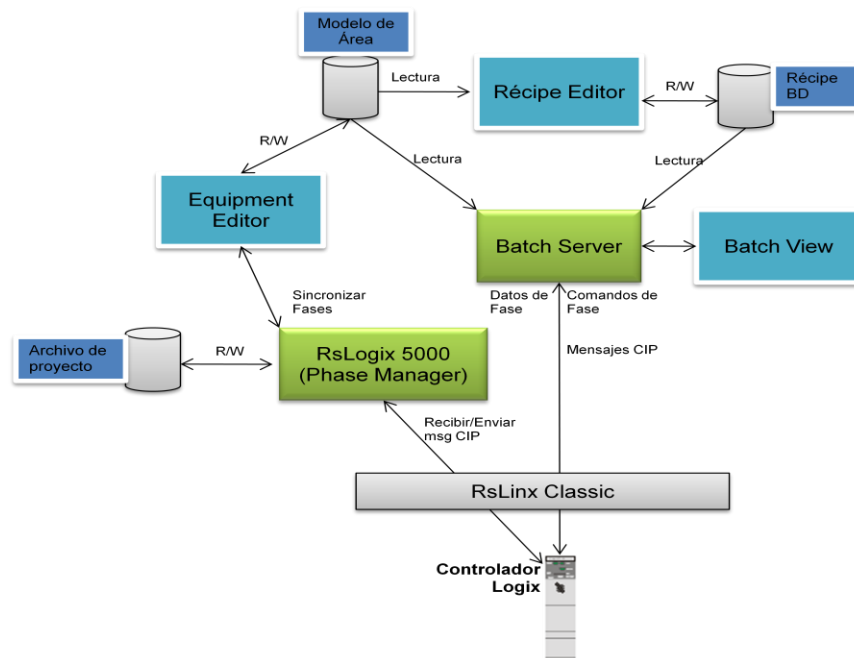 Modelo de
Área
Lectura
Récipe Editor
R/W
Récipe
BD
R/W
Lectura
Lectura
Equipment
Editor
Batch Server
Batch View
Sincronizar
Fases
Datos de
Fase
Comandos de
Fase
Archivo de
proyecto
R/W
RsLogix 5000
(Phase Manager)
Mensajes CIP
Recibir/Enviar
msg CIP
RsLinx Classic
Controlador
Logix